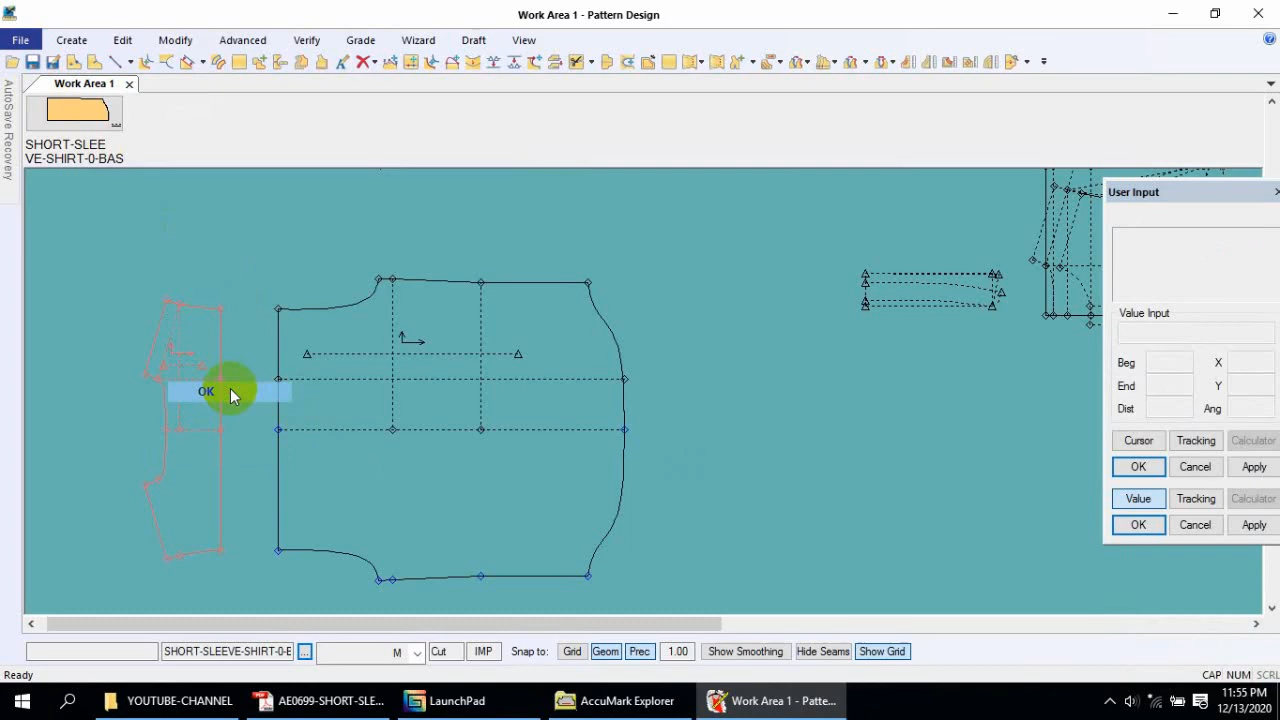 Work Area 1 - Pattern Design
File Create Edit Modify Advanced Verify Grade Wizard Draft View
AutoSave Recovery
Work Area 1
SHORT-SLEE
VE-SHIRT-0-BAS
User Input
Value Input
Beg X
End Y
Dist Ang
Cursor Tracking Calculator
OK Cancel Apply
Value Tracking Calculator
OK Cancel Apply
OK
SHORT-SLEEVE-SHIRT-0-E ... M Cut IMP Snap to: Grid Geom Prec 1.00 Show Smoothing Hide Seams Show Grid
Ready CAP NUM SCRL
YOUTUBE-CHANNEL AE0699-SHORT-SLE... LaunchPad AccuMark Explorer Work Area 1 - Patte...
11:55 PM
12/13/2020